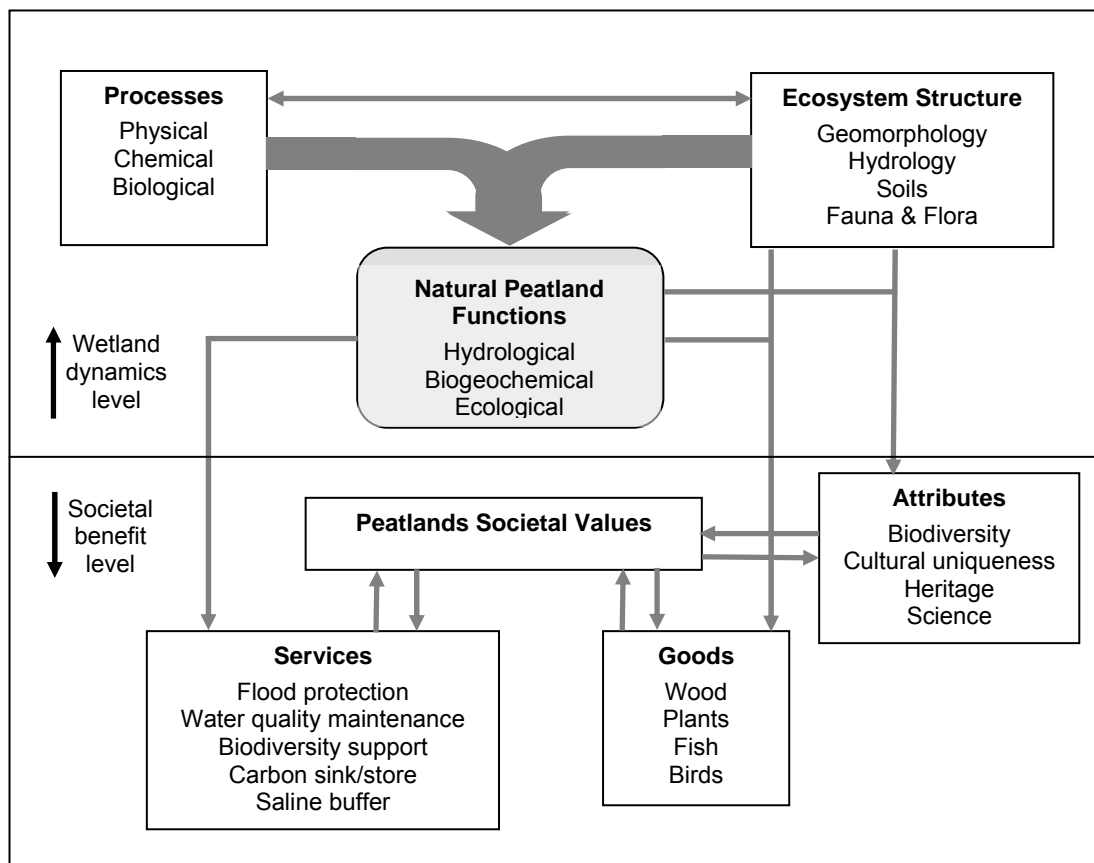 Processes
Physical
Chemical
Biological
Ecosystem Structure
Geomorphology
Hydrology
Soils
Fauna & Flora
Natural Peatland
Functions
Hydrological
Biogeochemical
Ecological
Wetland
dynamics
level
Societal
benefit
level
Peatlands Societal Values
Attributes
Biodiversity
Cultural uniqueness
Heritage
Science
Services
Flood protection
Water quality maintenance
Biodiversity support
Carbon sink/store
Saline buffer
Goods
Wood
Plants
Fish
Birds